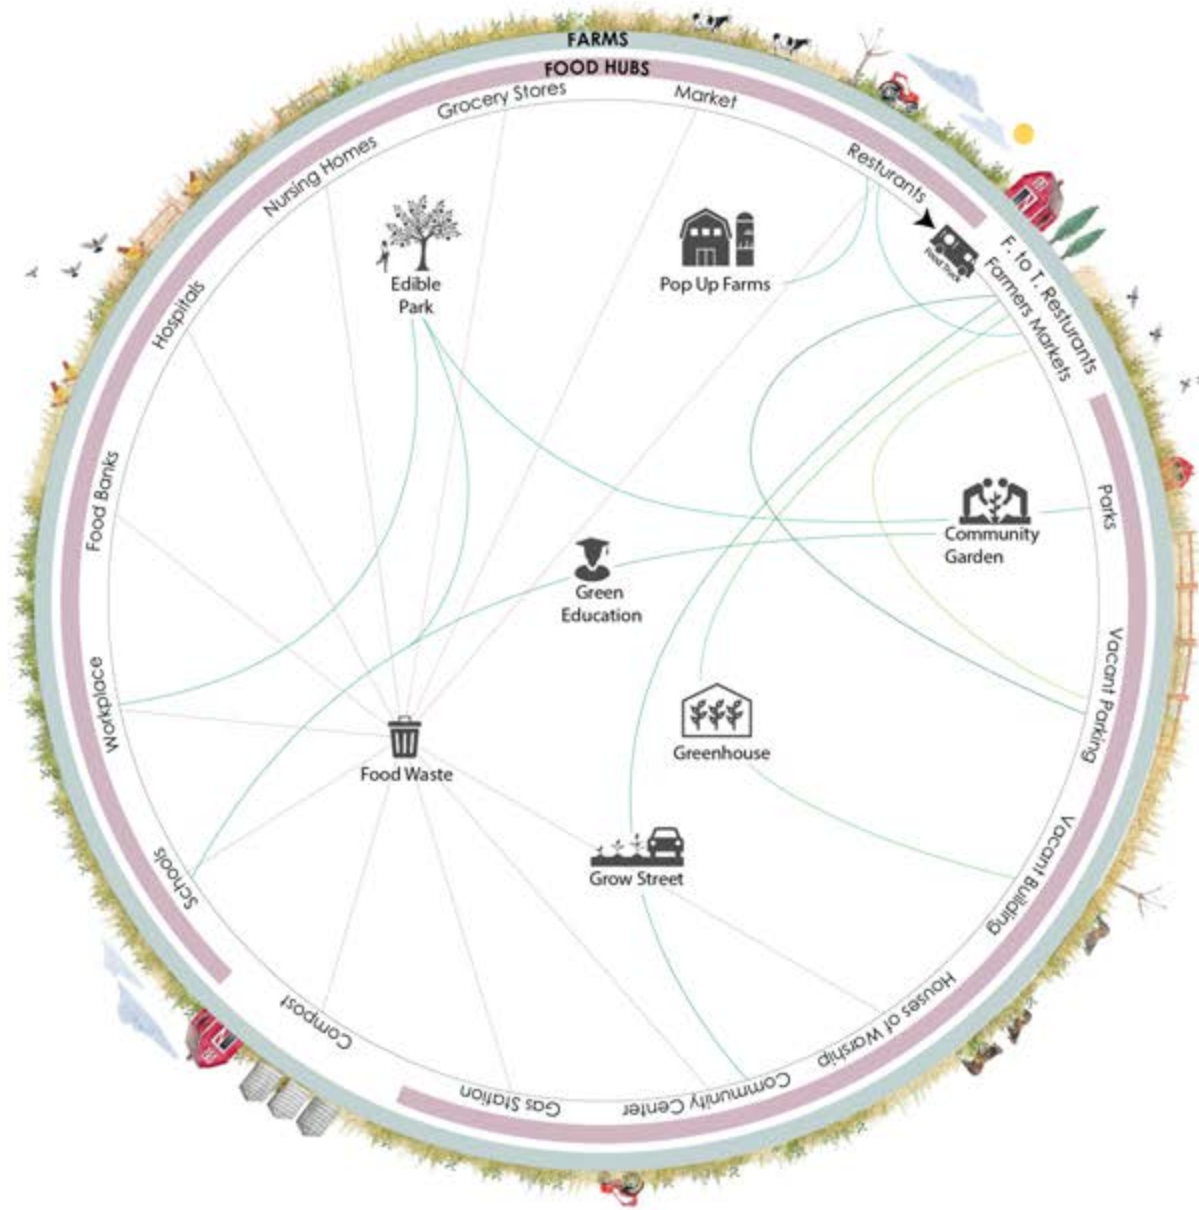 FARMS
FOOD HUBS
Grocery Stores
Market
Nursing Homes
Resturants
Food Truck
F. to T. Resturants
Farmers Markets
Hospitals
Edible
Park
Pop Up Farms
Food Banks
Parks
Community
Garden
Green
Education
Workplace
Vacant Parking
Greenhouse
Food Waste
Schools
Grow Street
Vacant Building
Compost
Houses of Warship
Gas Station
Community Center